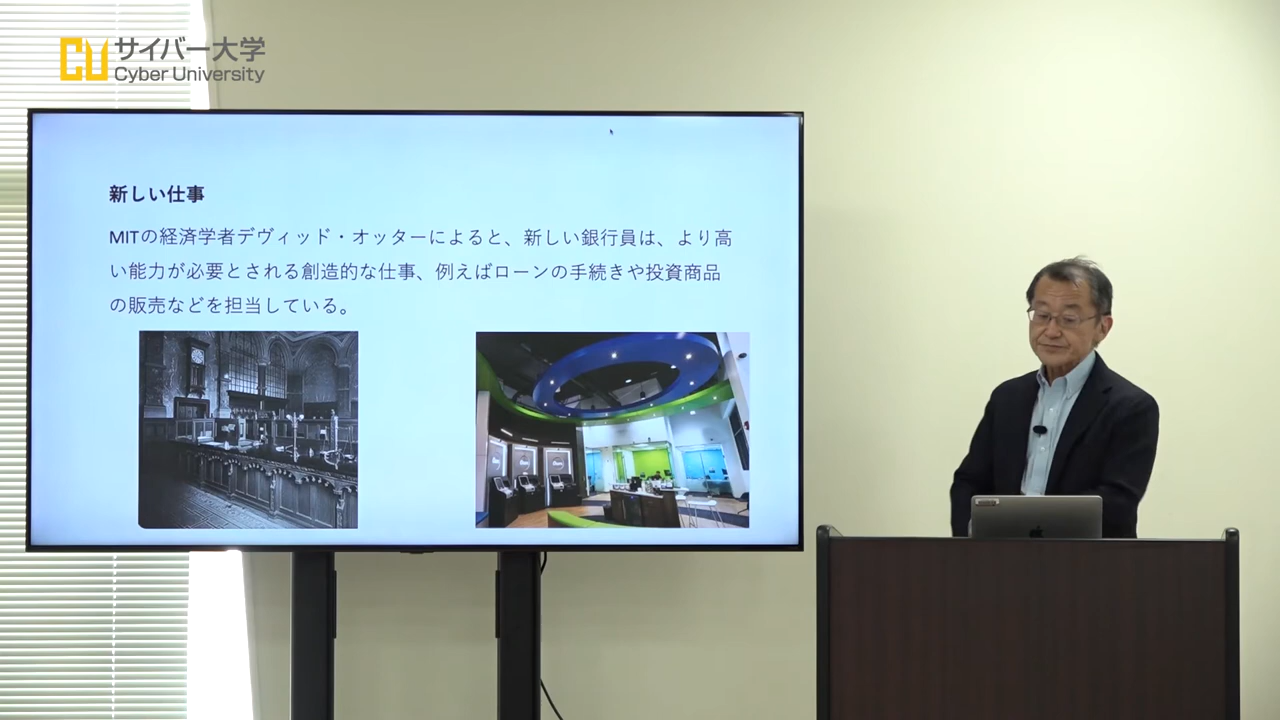 CU サイバー大学
Cyber University
新しい仕事
MITの経済学者デヴィッド・オッターによると、新しい銀行員は、より高
い能力が必要とされる創造的な仕事、例えばローンの手続きや投資商品
の販売などを担当している。